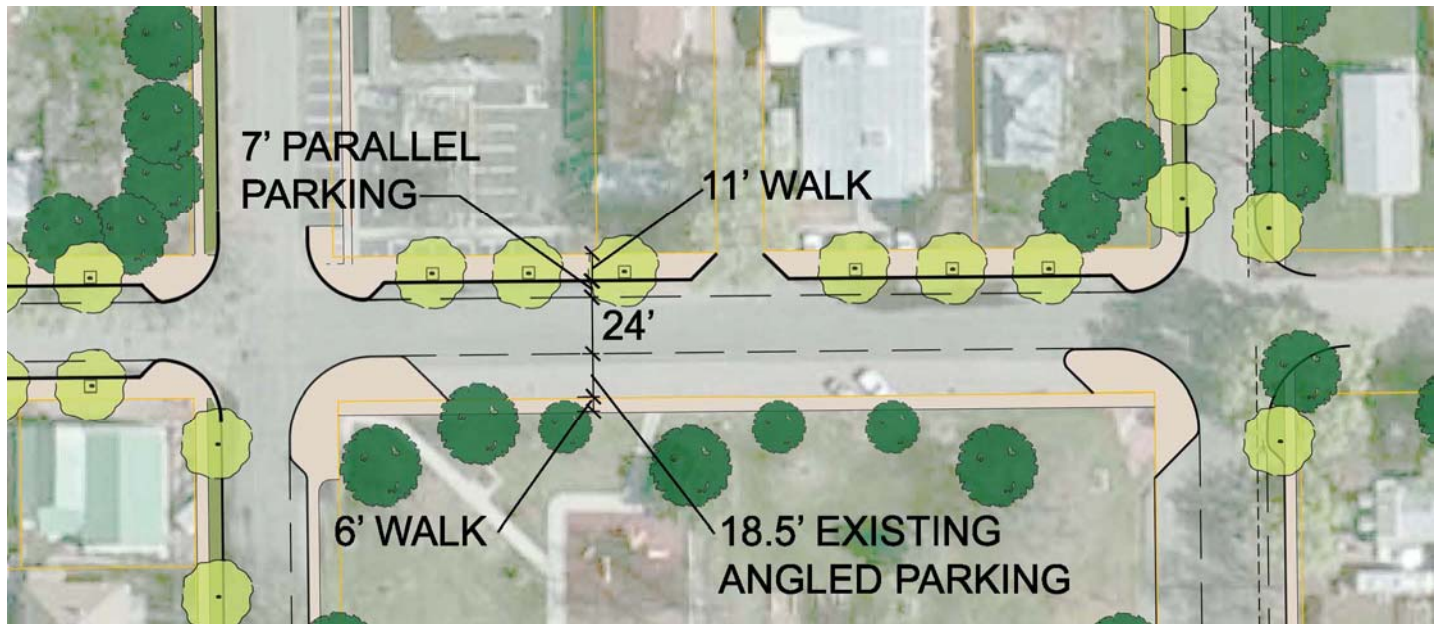 7’ PARALLEL
PARKING
11’ WALK
24’
6’ WALK
18.5’ EXISTING
ANGLED PARKING